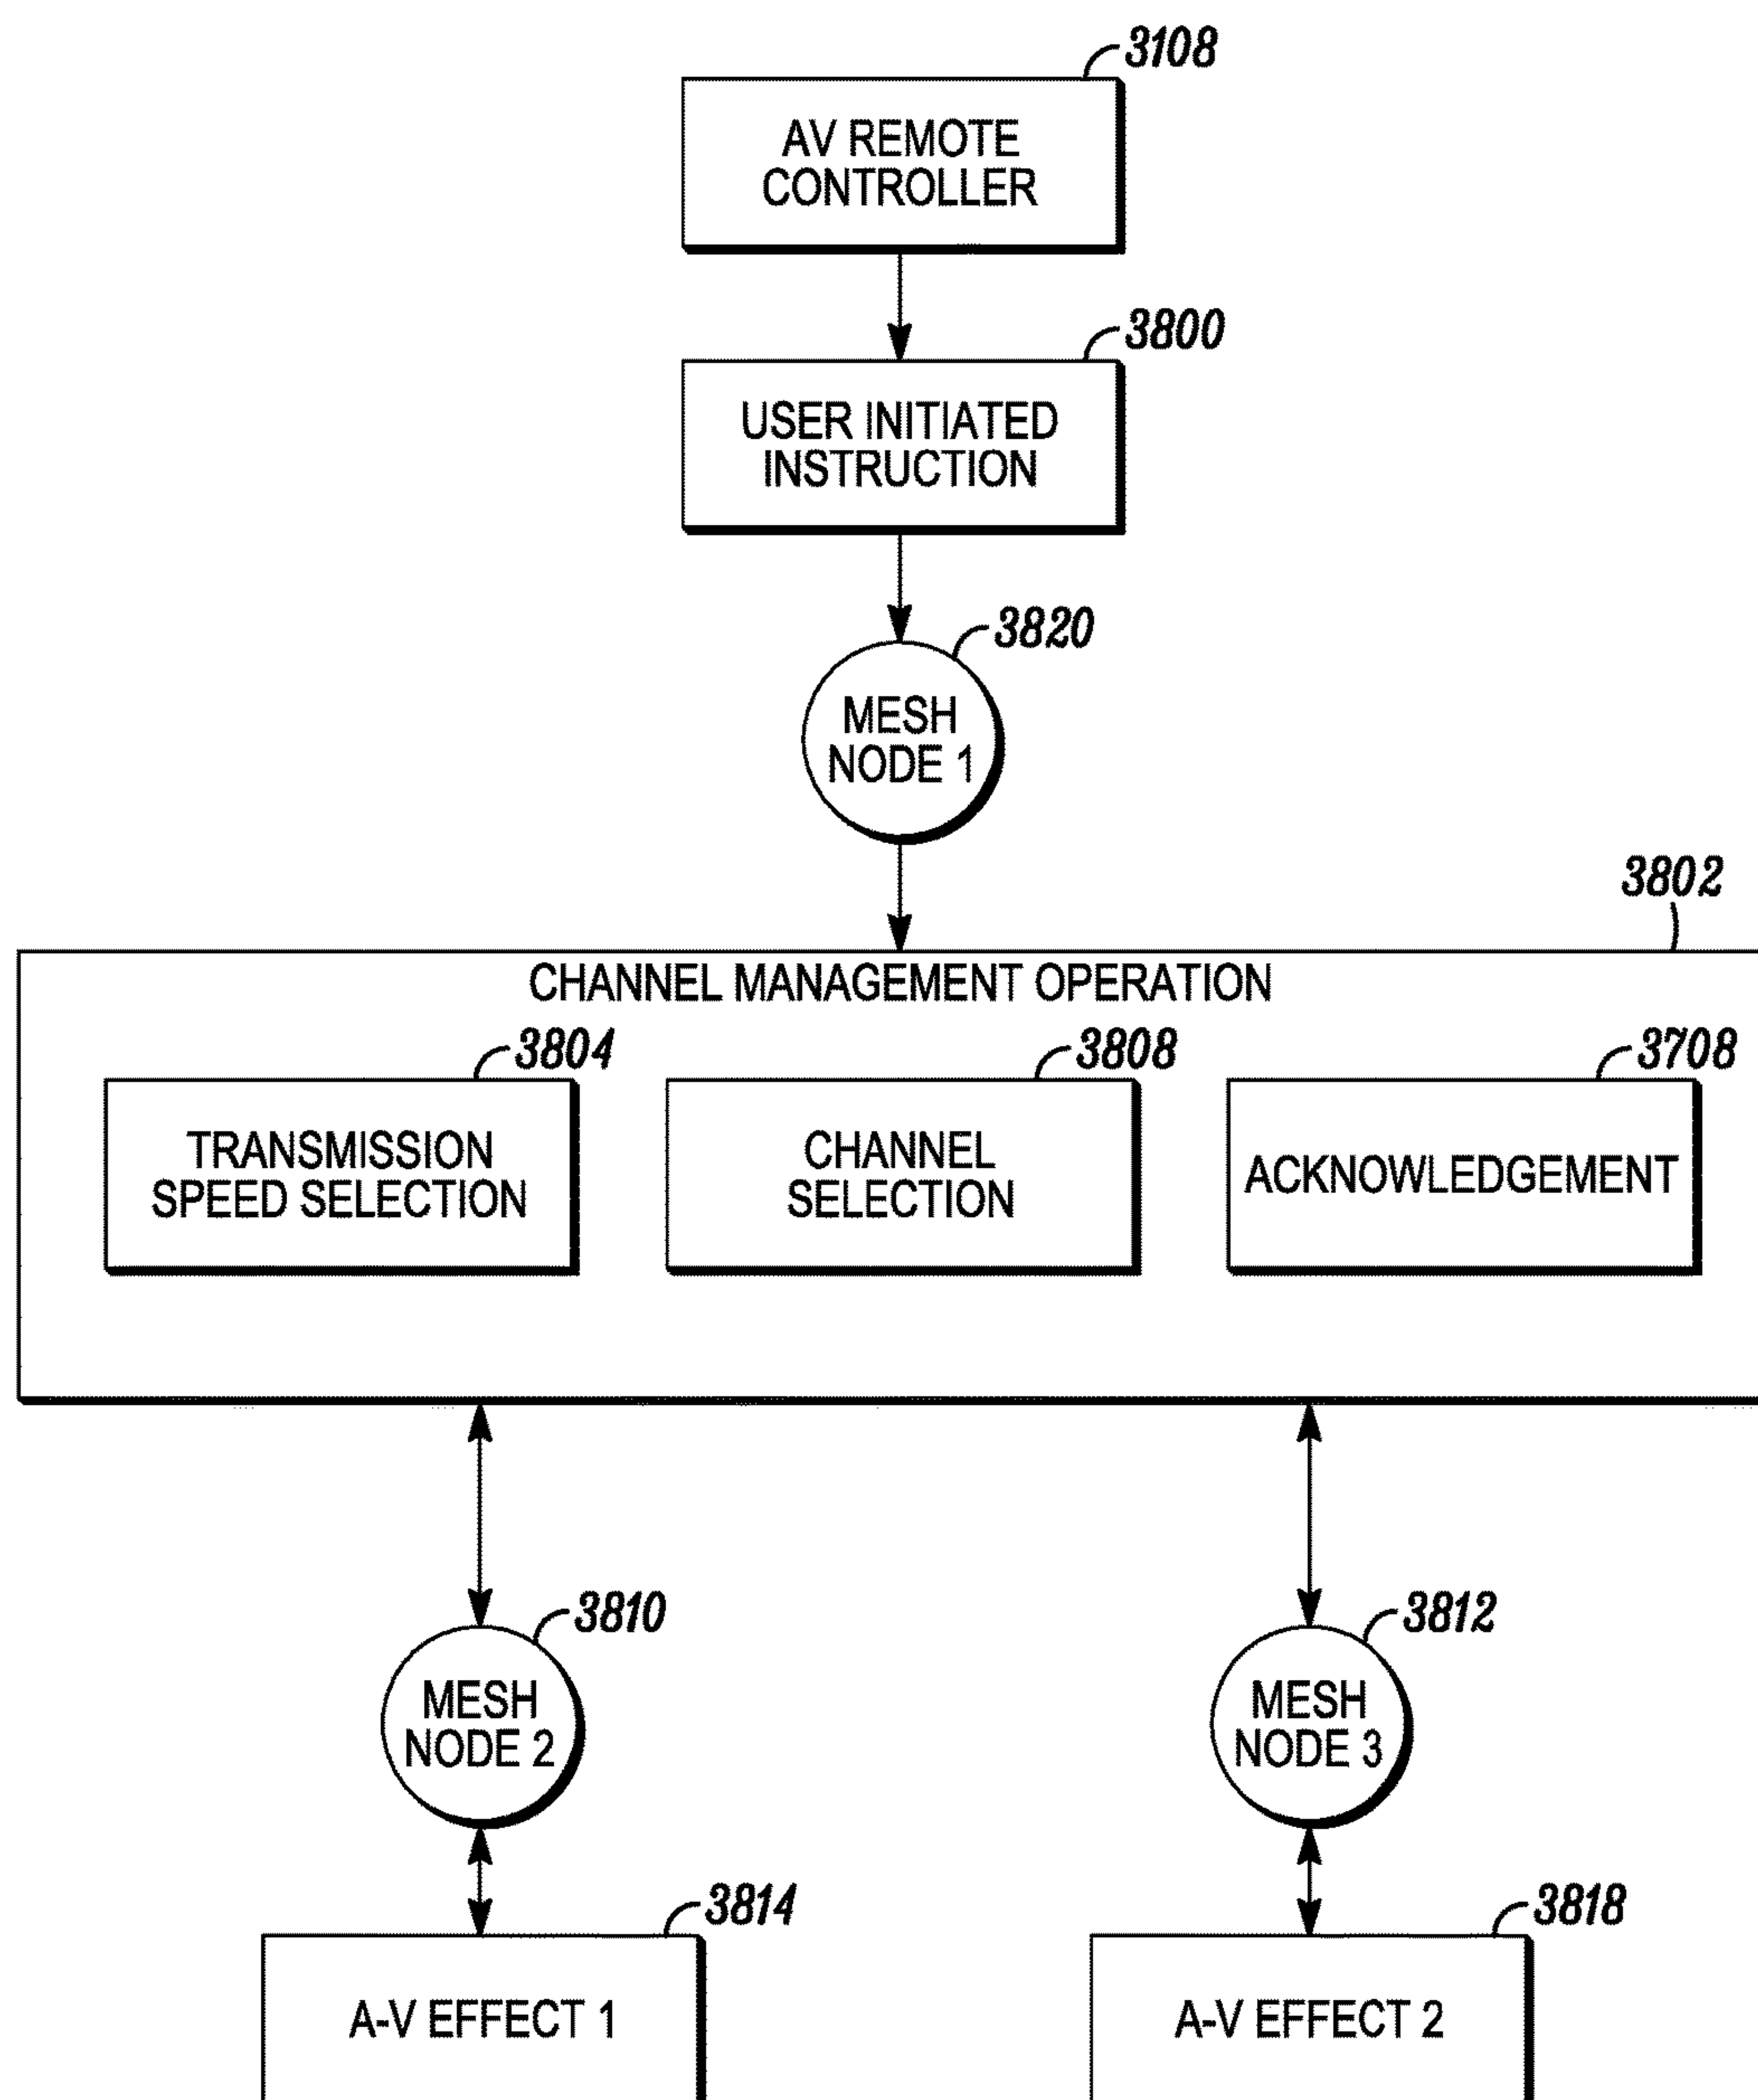 3108
AV REMOTE
CONTROLLER
3800
USER INITIATED
INSTRUCTION
3820
MESH
NODE 1
3802
CHANNEL MANAGEMENT OPERATION
3804
TRANSMISSION
SPEED SELECTION
3808
CHANNEL
SELECTION
3708
ACKNOWLEDGEMENT
3810
MESH
NODE 2
3812
MESH
NODE 3
3814
A-V EFFECT 1
3818
A-V EFFECT 2